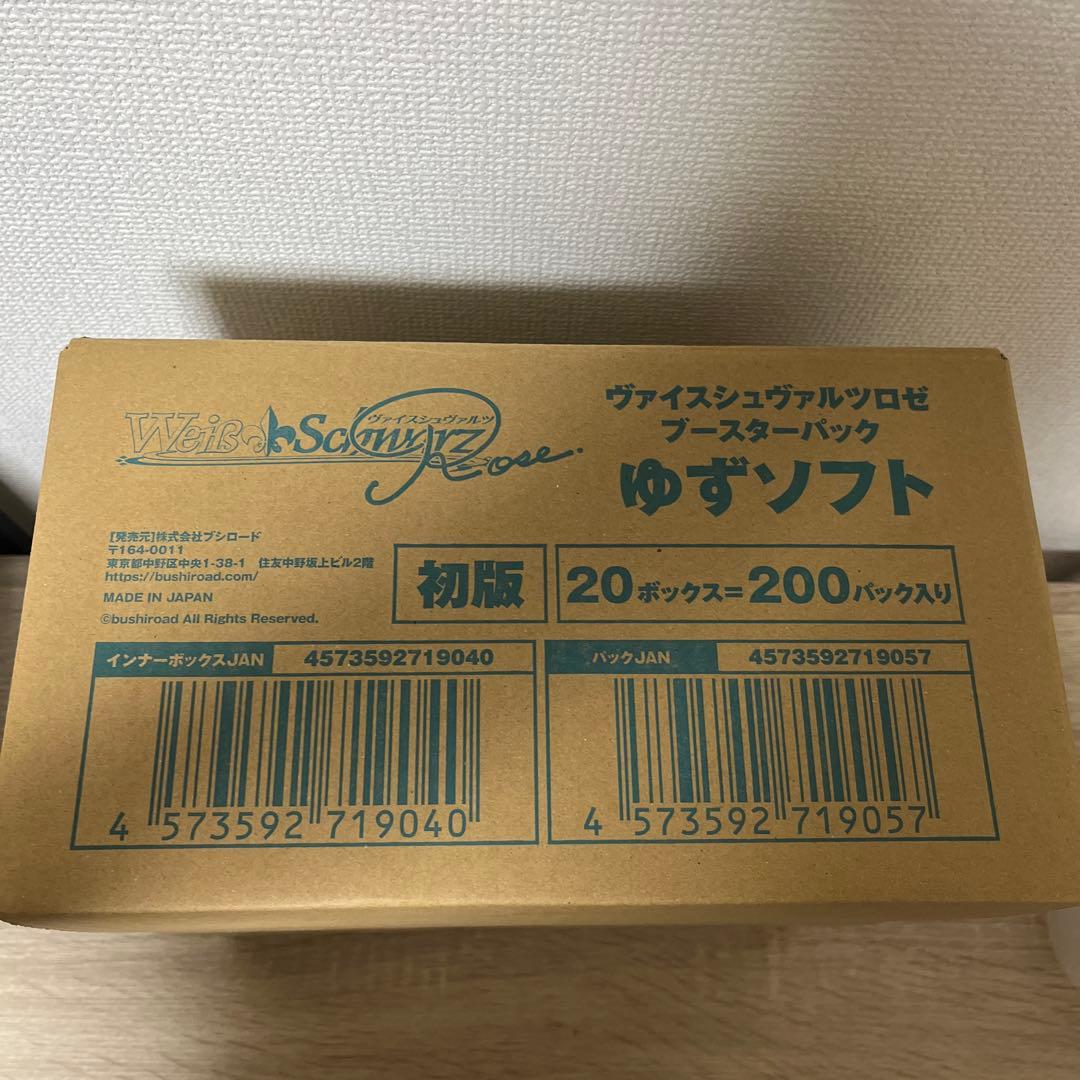 Weiß Schwarz
ヴァイスシュヴァルツ
Rose.
ヴァイスシュヴァルツロゼ
ブースターパック
ゆずソフト
[発売元]株式会社ブシロード
〒164-0011
東京都中野区中央1-38-1 住友中野坂上ビル2階
https://bushiroad.com/
MADE IN JAPAN
©bushiroad All Rights Reserved.
初版
20ボックス=200パック入り
インナーボックスJAN 4573592719040
4 573592 719040
パックJAN 4573592719057
4 573592 719057